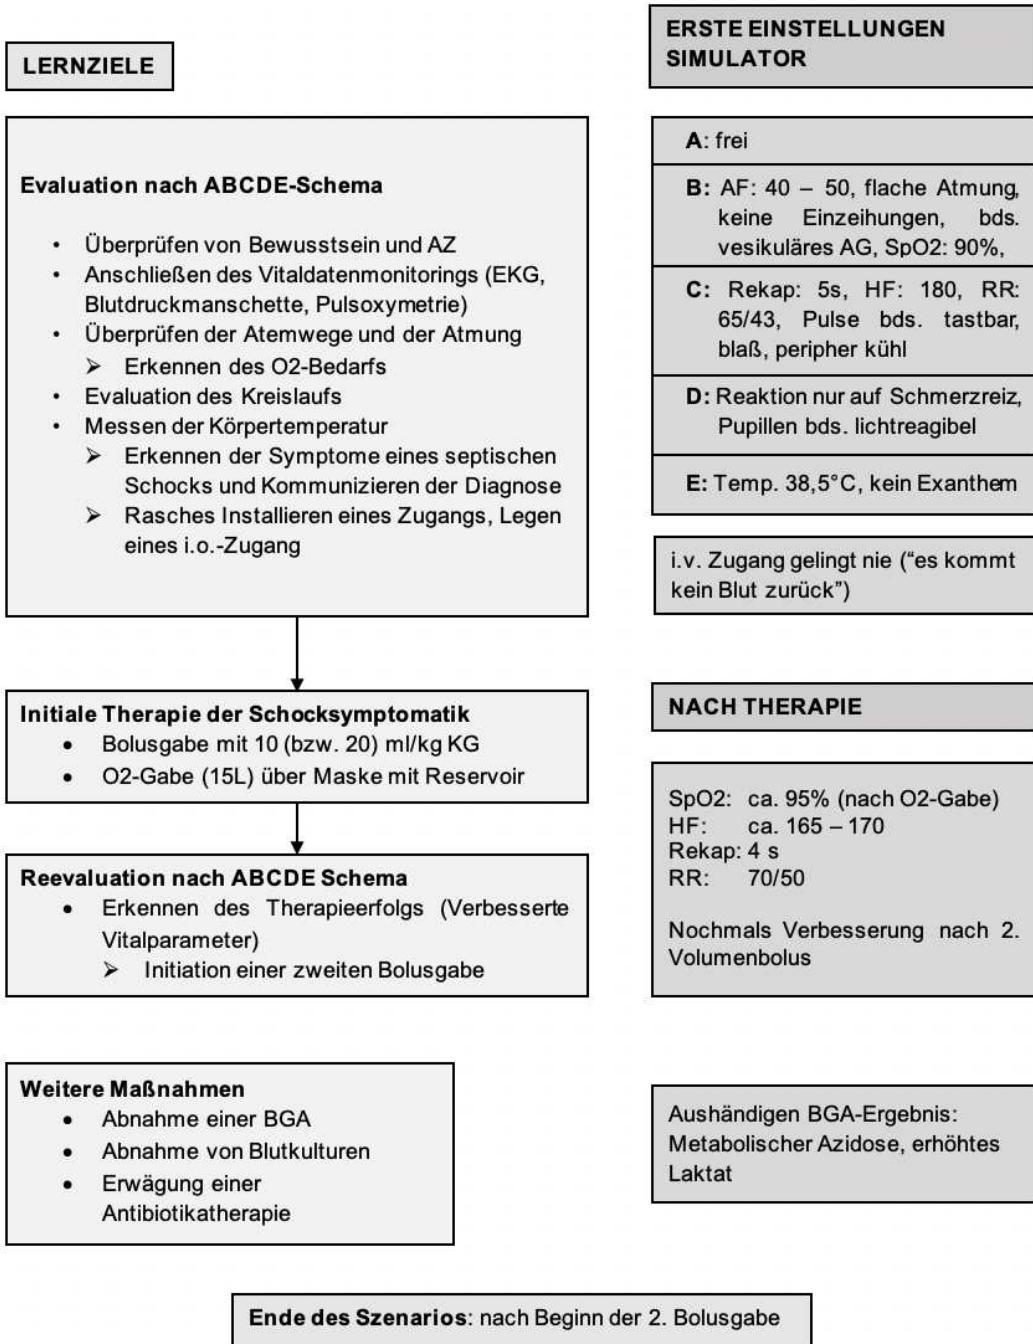 LERNZIELE
Evaluation nach ABCDE-Schema
• Überprüfen von Bewusstsein und AZ
• Anschließen des Vitaldatenmonitorings (EKG,
Blutdruckmanschette, Pulsoxymetrie)
• Überprüfen der Atemwege und der Atmung
➤ Erkennen des O2-Bedarfs
• Evaluation des Kreislaufs
• Messen der Körpertemperatur
➤ Erkennen der Symptome eines septischen
Schocks und Kommunizieren der Diagnose
➤ Rasches Installieren eines Zugangs, Legen
eines i.o.-Zugang
Initiale Therapie der Schocksymptomatik
• Bolusgabe mit 10 (bzw. 20) ml/kg KG
• O2-Gabe (15L) über Maske mit Reservoir
Reevaluation nach ABCDE Schema
• Erkennen des Therapieerfolgs (Verbesserte
Vitalparameter)
➤ Initiation einer zweiten Bolusgabe
Weitere Maßnahmen
• Abnahme einer BGA
• Abnahme von Blutkulturen
• Erwägung einer
Antibiotikatherapie
ERSTE EINSTELLUNGEN
SIMULATOR
A: frei
B: AF: 40 – 50, flache Atmung,
keine Einzeihungen, bds.
vesikuläres AG, SpO2: 90%,
C: Rekap: 5s, HF: 180, RR:
65/43, Pulse bds. tastbar,
blaß, peripher kühl
D: Reaktion nur auf Schmerzreiz,
Pupillen bds. lichtreagibel
E: Temp. 38,5°C, kein Exanthem
i.v. Zugang gelingt nie (“es kommt
kein Blut zurück”)
NACH THERAPIE
SpO2: ca. 95% (nach O2-Gabe)
HF: ca. 165 – 170
Rekap: 4 s
RR: 70/50
Nochmals Verbesserung nach 2.
Volumenbolus
Aushändigen BGA-Ergebnis:
Metabolischer Azidose, erhöhtes
Laktat
Ende des Szenarios: nach Beginn der 2. Bolusgabe